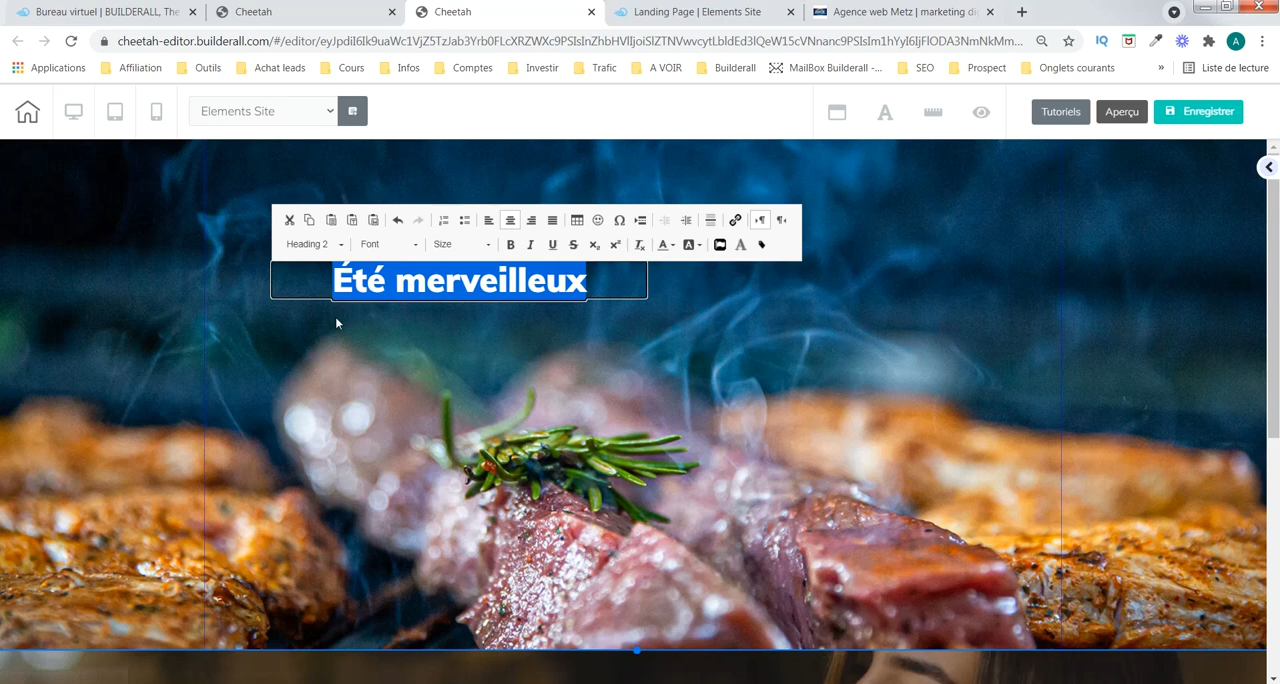 Bureau virtuel | BUILDERALL, The
Cheetah
Cheetah
Landing Page | Elements Site
Agence web Metz | marketing di
cheetah-editor.builderall.com/#/editor/
Applications
Affiliation
Outils
Achat leads
Cours
Infos
Comptes
Investir
Trafic
A VOIR
Builderall
MailBox Builderall -...
SEO
Prospect
Onglets courants
»
Liste de lecture
Elements Site
Tutoriels
Aperçu
Enregistrer
Heading 2
Font
Size
Été merveilleux